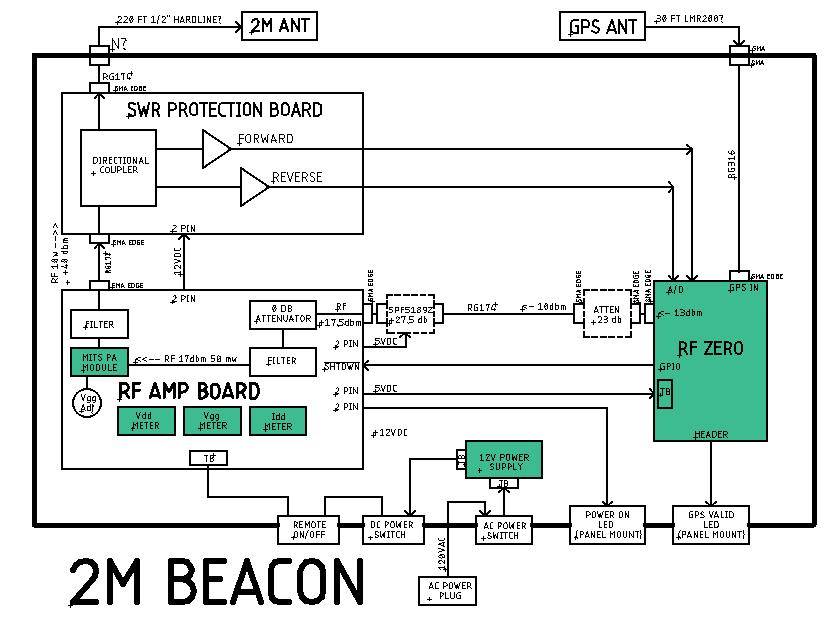 220 FT 1/2" HARDLINE?
2M ANT
GPS ANT
30 FT LMR200?
N?
SMA
SMA
RG174
SMA EDGE
SWR PROTECTION BOARD
DIRECTIONAL
COUPLER
FORWARD
REVERSE
RG316
2 PIN
SMA EDGE
RF 10w -->>
+40 dbm
RG174
12VDC
SMA EDGE
2 PIN
FILTER
0 DB
ATTENUATOR
RF
+17.5dbm
SMA EDGE
SPF5189Z
+27.5 db
RG174
<- 10dbm
SMA EDGE
ATTEN
+23 db
SMA EDGE
SMA EDGE
A/D
GPS IN
SMA EDGE
<- 13dbm
RF ZERO
GPIO
TB
HEADER
MITS PA
MODULE
<<-- RF 17dbm 50 mw
FILTER
2 PIN
5VDC
SHTDWN
Vgg
Adj
RF AMP BOARD
2 PIN
5VDC
2 PIN
Vdd
METER
Vgg
METER
Idd
METER
12VDC
TB
TB
12V POWER
SUPPLY
TB
REMOTE
ON/OFF
DC POWER
SWITCH
AC POWER
SWITCH
POWER ON
LED
(PANEL MOUNT)
GPS VALID
LED
(PANEL MOUNT)
120VAC
2M BEACON
AC POWER
PLUG